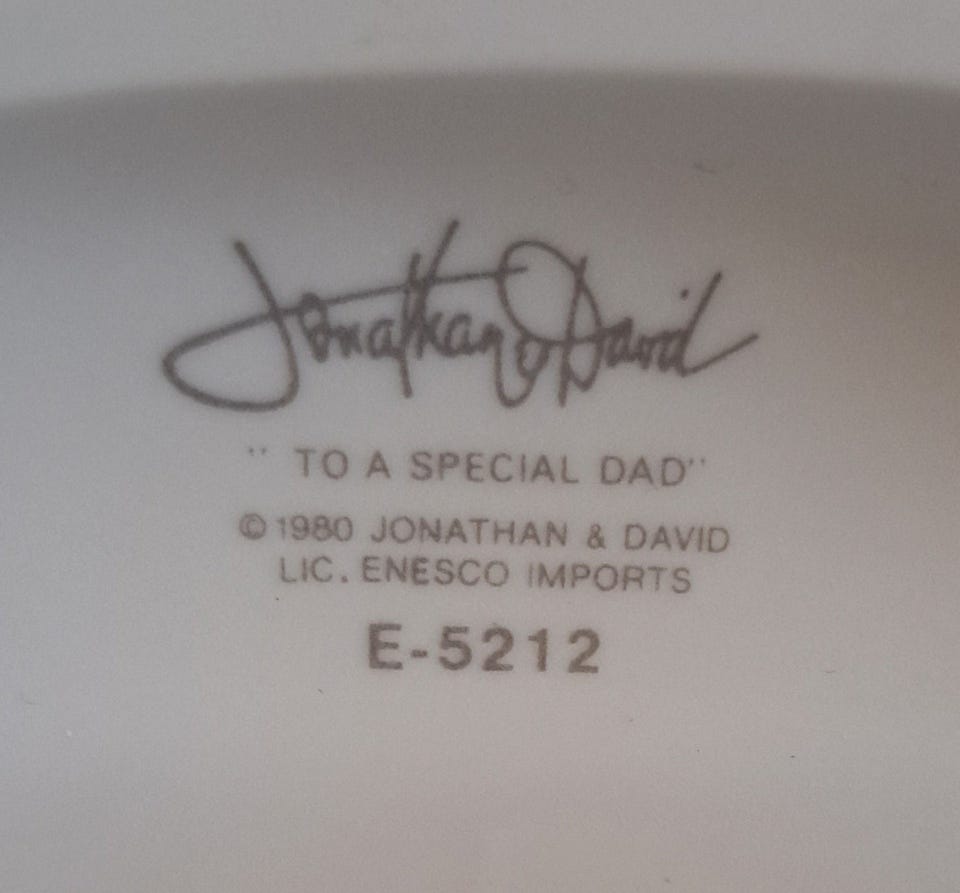 Jonathan & David
" TO A SPECIAL DAD"
© 1980 JONATHAN & DAVID
LIC. ENESCO IMPORTS
E-5212